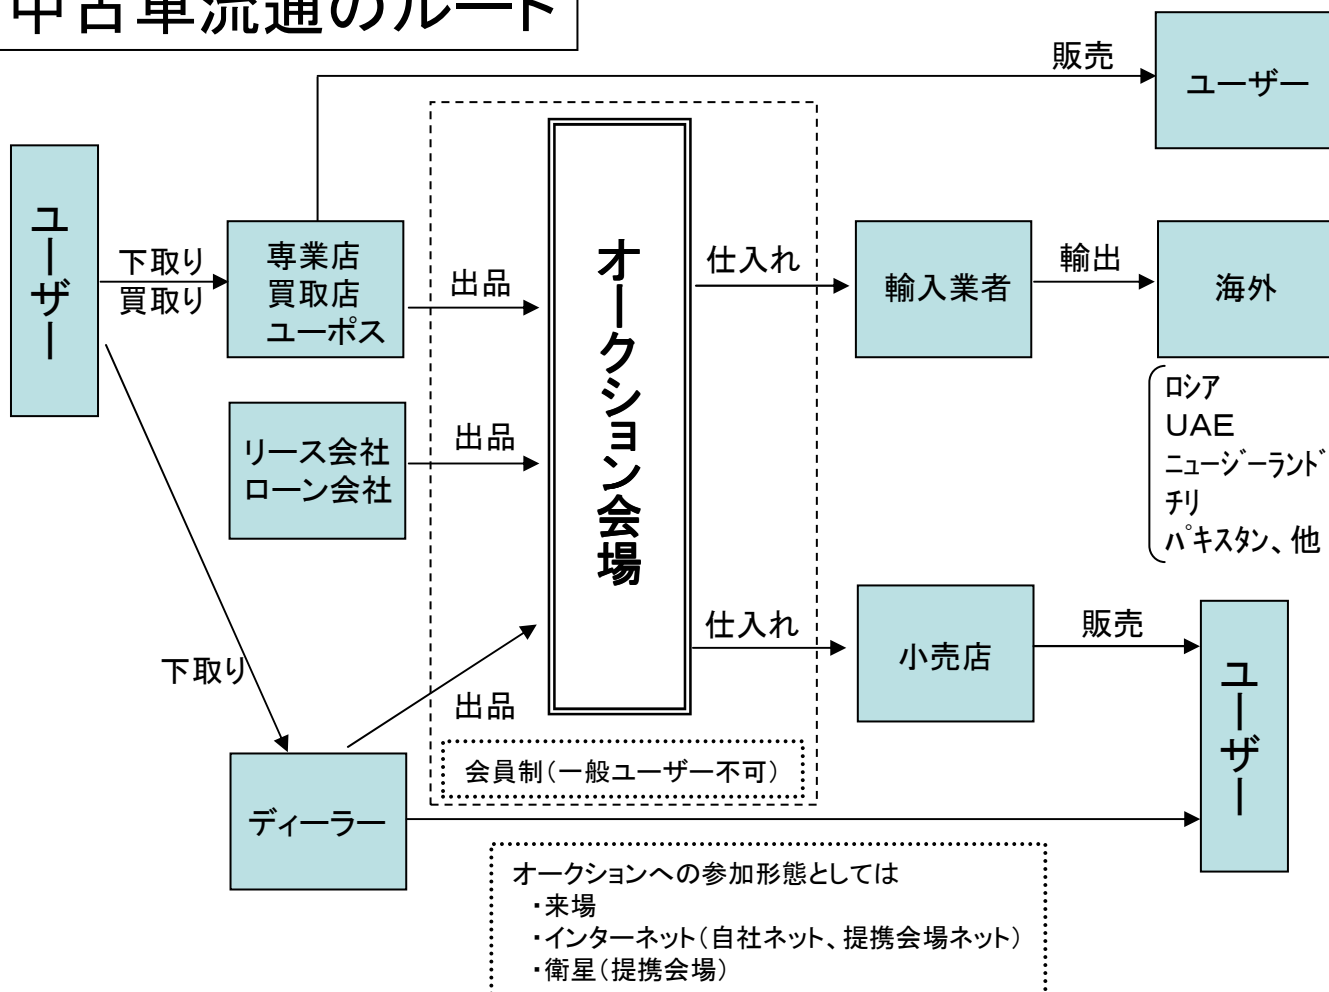 中古車流通のルート
販売
ユーザー
ユーザー
下取り
買取り
専業店
買取店
ユーポス
出品
オークション会場
仕入れ
輸入業者
輸出
海外
ロシア
UAE
ニュージーランド
チリ
パキスタン、他
リース会社
ローン会社
出品
下取り
出品
仕入れ
小売店
販売
ユーザー
会員制(一般ユーザー不可)
ディーラー
オークションへの参加形態としては
・来場
・インターネット(自社ネット、提携会場ネット)
・衛星(提携会場)